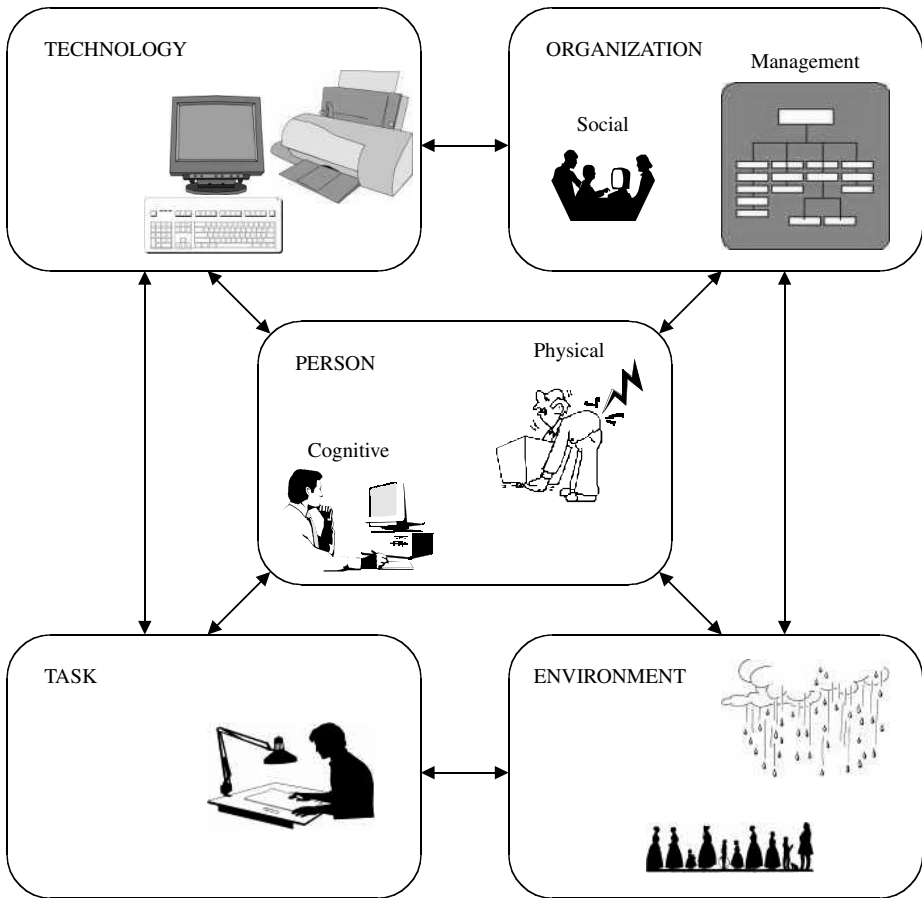 TECHNOLOGY
ORGANIZATION
Management
Social
PERSON
Physical
Cognitive
TASK
ENVIRONMENT